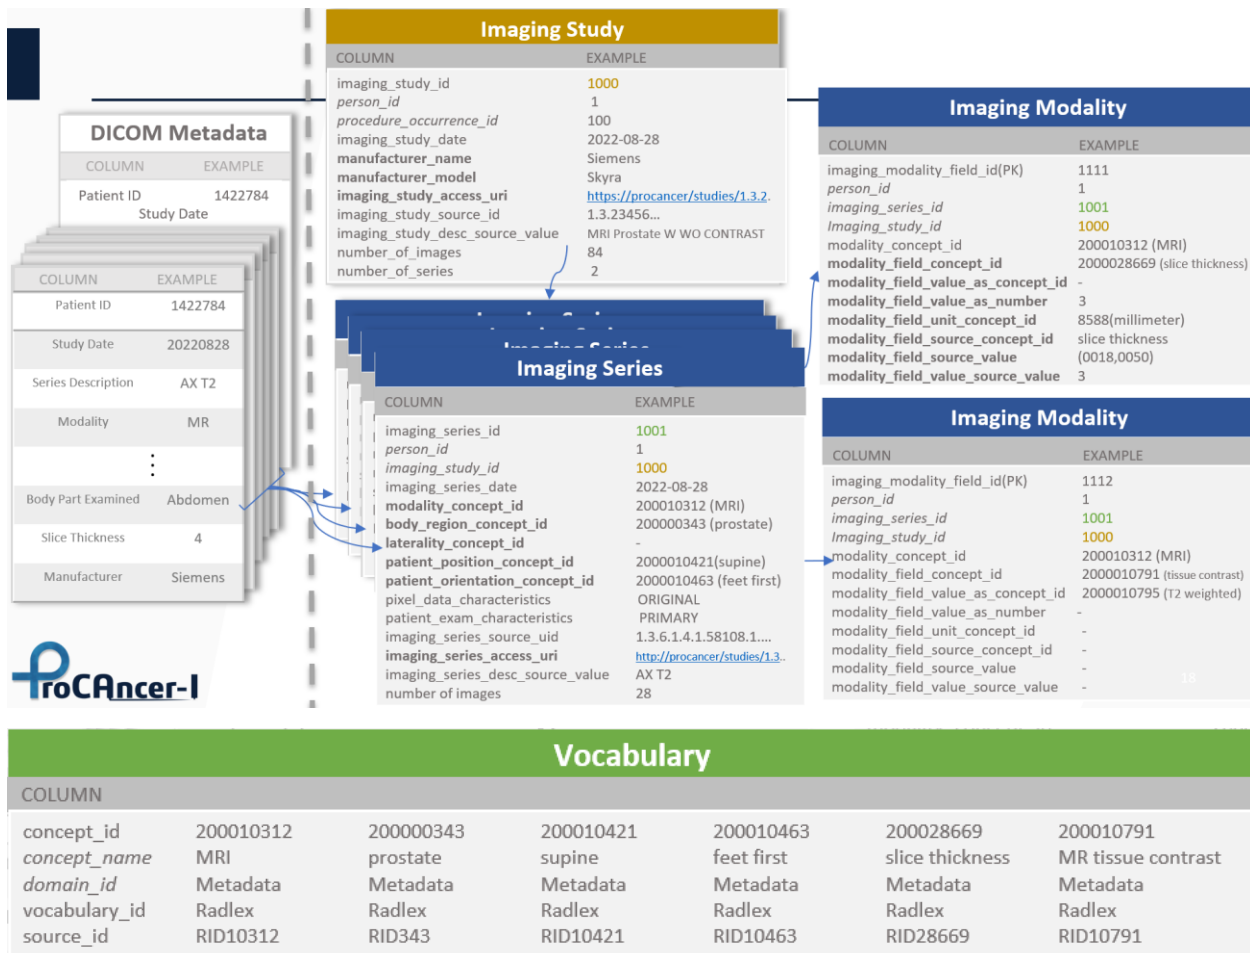 Imaging Study
COLUMN EXAMPLE
imaging_study_id 1000
person_id 1
procedure_occurrence_id 100
imaging_study_date 2022-08-28
manufacturer_name Siemens
manufacturer_model Skyra
imaging_study_access_uri https://procancer/studies/1.3.2.
imaging_study_source_id 1.3.23456...
imaging_study_desc_source_value MRI Prostate W WO CONTRAST
number_of_images 84
number_of_series 2
DICOM Metadata
COLUMN EXAMPLE
Patient ID 1422784
Study Date
COLUMN EXAMPLE
Patient ID 1422784
Study Date 20220828
Series Description AX T2
Modality MR
⋮
Body Part Examined Abdomen
Slice Thickness 4
Manufacturer Siemens
ProCAncer-I
Imaging Series
Imaging Series
COLUMN EXAMPLE
imaging_series_id 1001
person_id 1
imaging_study_id 1000
imaging_series_date 2022-08-28
modality_concept_id 200010312 (MRI)
body_region_concept_id 200000343 (prostate)
laterality_concept_id -
patient_position_concept_id 2000010421(supine)
patient_orientation_concept_id 2000010463 (feet first)
pixel_data_characteristics ORIGINAL
patient_exam_characteristics PRIMARY
imaging_series_source_uid 1.3.6.1.4.1.58108.1....
imaging_series_access_uri http://procancer/studies/1.3..
imaging_series_desc_source_value AX T2
number of images 28
Imaging Modality
COLUMN EXAMPLE
imaging_modality_field_id(PK) 1111
person_id 1
imaging_series_id 1001
Imaging_study_id 1000
modality_concept_id 200010312 (MRI)
modality_field_concept_id 2000028669 (slice thickness)
modality_field_value_as_concept_id -
modality_field_value_as_number 3
modality_field_unit_concept_id 8588(millimeter)
modality_field_source_concept_id slice thickness
modality_field_source_value (0018,0050)
modality_field_value_source_value 3
Imaging Modality
COLUMN EXAMPLE
imaging_modality_field_id(PK) 1112
person_id 1
imaging_series_id 1001
Imaging_study_id 1000
modality_concept_id 200010312 (MRI)
modality_field_concept_id 2000010791 (tissue contrast)
modality_field_value_as_concept_id 2000010795 (T2 weighted)
modality_field_value_as_number -
modality_field_unit_concept_id -
modality_field_source_concept_id -
modality_field_source_value -
modality_field_value_source_value -
18
Vocabulary
COLUMN
concept_id 200010312 200000343 200010421 200010463 200028669 200010791
concept_name MRI prostate supine feet first slice thickness MR tissue contrast
domain_id Metadata Metadata Metadata Metadata Metadata Metadata
vocabulary_id Radlex Radlex Radlex Radlex Radlex Radlex
source_id RID10312 RID343 RID10421 RID10463 RID28669 RID10791